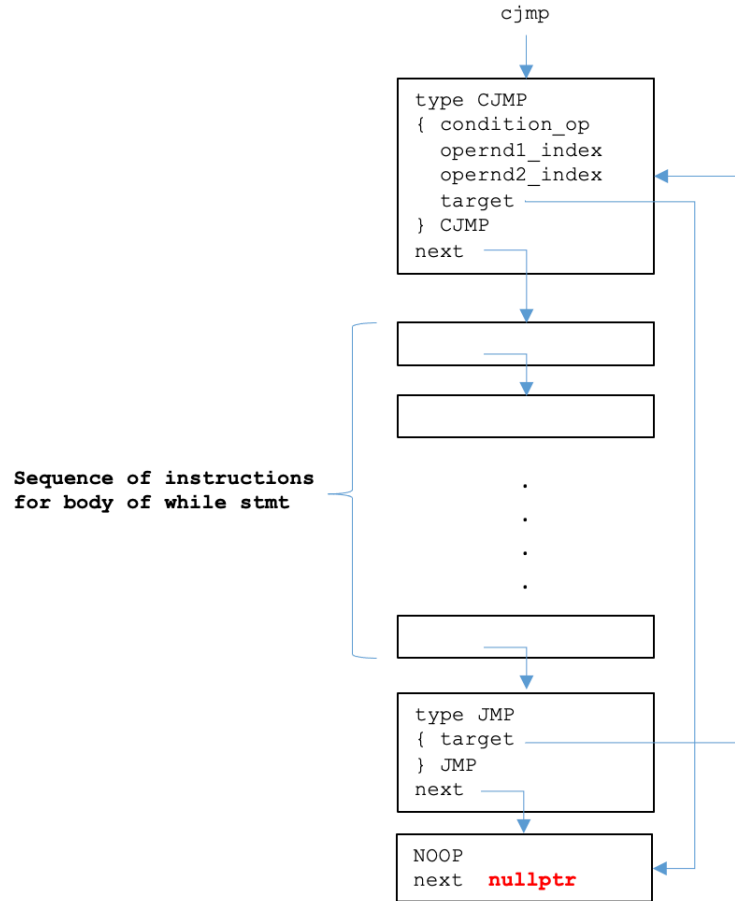 cjmp
type CJMP
{ condition_op
opernd1_index
opernd2_index
target
} CJMP
next
Sequence of instructions
for body of while stmt
.
.
.
.
type JMP
{ target
} JMP
next
NOOP
next nullptr